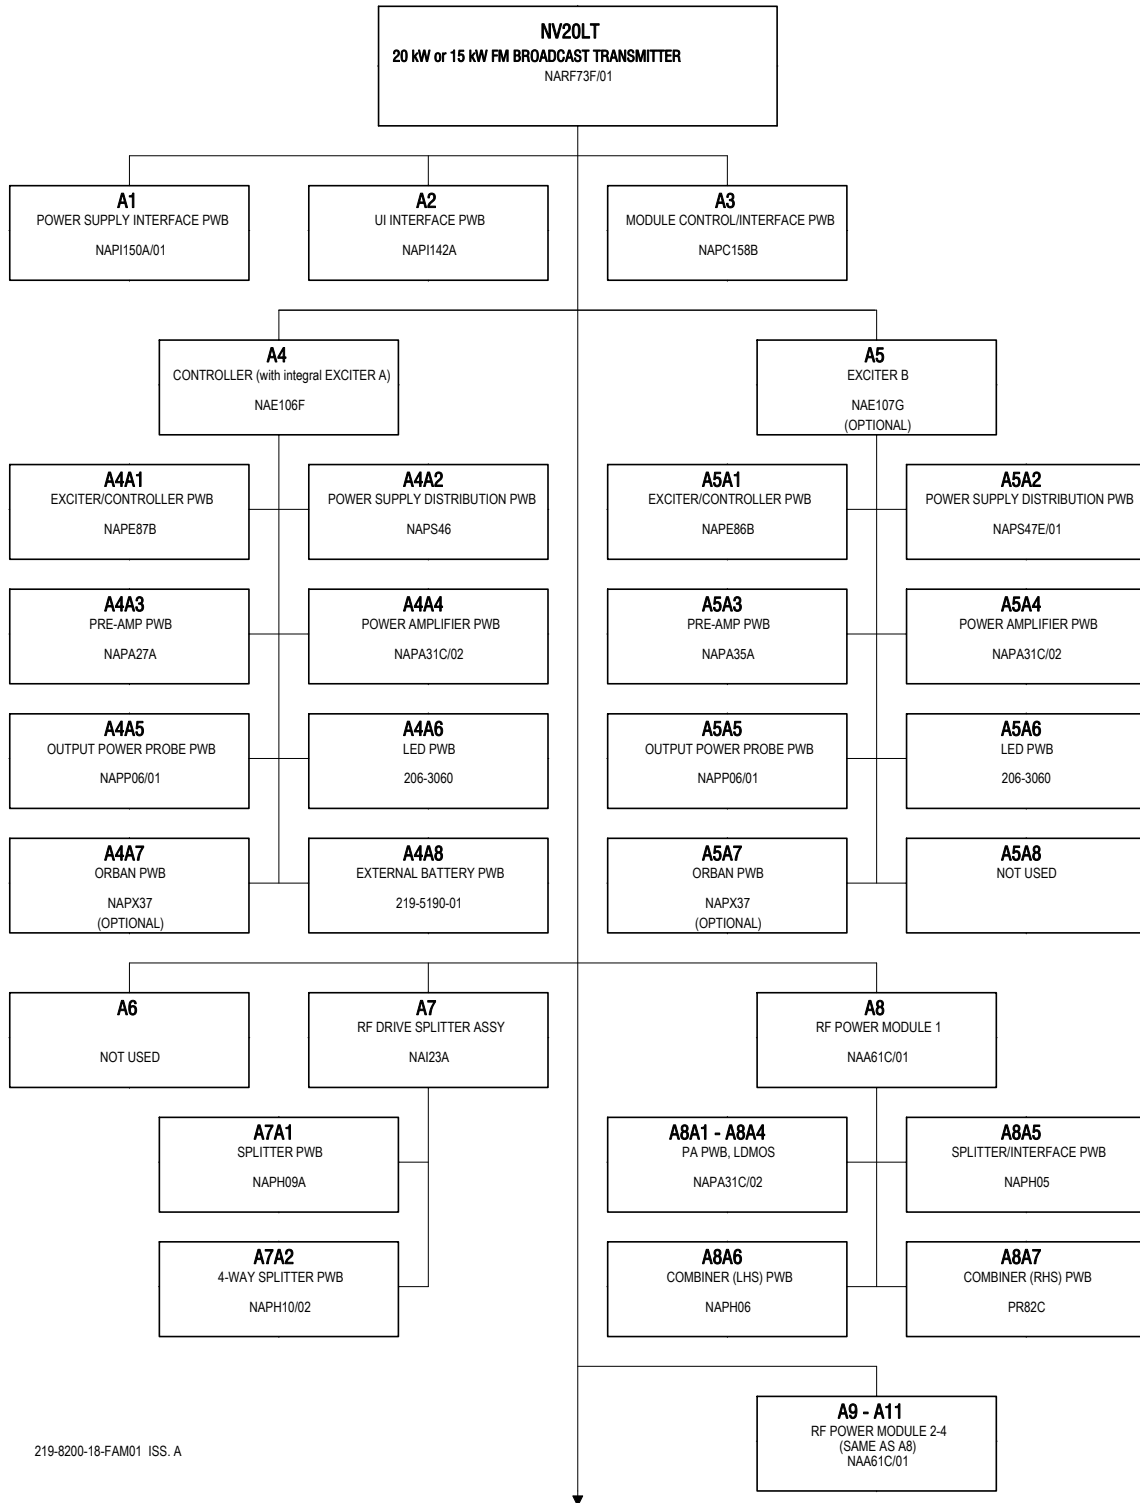 NV20LT
20 kW or 15 kW FM BROADCAST TRANSMITTER
NARF73F/01
A1
POWER SUPPLY INTERFACE PWB
NAPI150A/01
A2
UI INTERFACE PWB
NAPI142A
A3
MODULE CONTROL/INTERFACE PWB
NAPC158B
A4
CONTROLLER (with integral EXCITER A)
NAE106F
A5
EXCITER B
NAE107G
(OPTIONAL)
A4A1
EXCITER/CONTROLLER PWB
NAPE87B
A4A2
POWER SUPPLY DISTRIBUTION PWB
NAPS46
A5A1
EXCITER/CONTROLLER PWB
NAPE86B
A5A2
POWER SUPPLY DISTRIBUTION PWB
NAPS47E/01
A4A3
PRE-AMP PWB
NAPA27A
A4A4
POWER AMPLIFIER PWB
NAPA31C/02
A5A3
PRE-AMP PWB
NAPA35A
A5A4
POWER AMPLIFIER PWB
NAPA31C/02
A4A5
OUTPUT POWER PROBE PWB
NAPP06/01
A4A6
LED PWB
206-3060
A5A5
OUTPUT POWER PROBE PWB
NAPP06/01
A5A6
LED PWB
206-3060
A4A7
ORBAN PWB
NAPX37
(OPTIONAL)
A4A8
EXTERNAL BATTERY PWB
219-5190-01
A5A7
ORBAN PWB
NAPX37
(OPTIONAL)
A5A8
NOT USED
A6
NOT USED
A7
RF DRIVE SPLITTER ASSY
NAI23A
A8
RF POWER MODULE 1
NAA61C/01
A7A1
SPLITTER PWB
NAPH09A
A8A1 - A8A4
PA PWB, LDMOS
NAPA31C/02
A8A5
SPLITTER/INTERFACE PWB
NAPH05
A7A2
4-WAY SPLITTER PWB
NAPH10/02
A8A6
COMBINER (LHS) PWB
NAPH06
A8A7
COMBINER (RHS) PWB
PR82C
A9 - A11
RF POWER MODULE 2-4
(SAME AS A8)
NAA61C/01
219-8200-18-FAM01 ISS. A